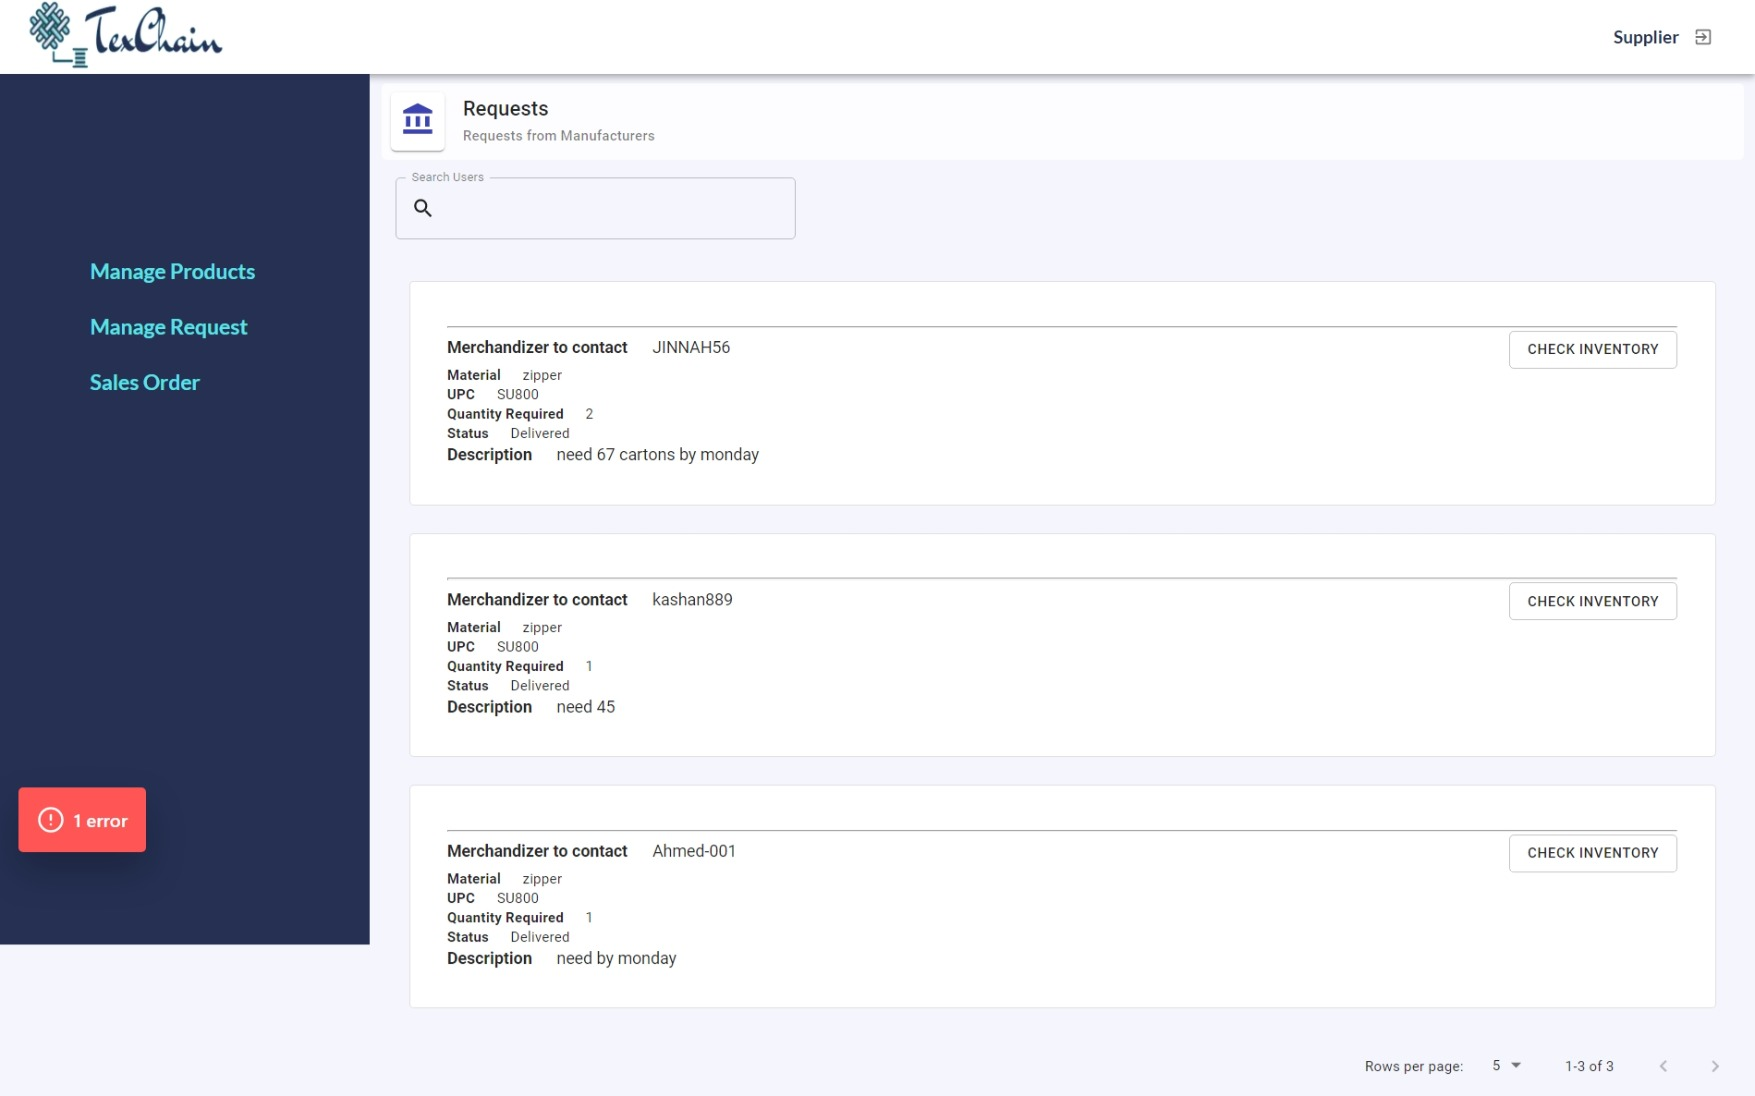 TexChain
Supplier
Requests
Requests from Manufacturers
Search Users
Manage Products
Manage Request
Sales Order
1 error
Merchandizer to contact JINNAH56
CHECK INVENTORY
Material zipper
UPC SU800
Quantity Required 2
Status Delivered
Description need 67 cartons by monday
Merchandizer to contact kashan889
CHECK INVENTORY
Material zipper
UPC SU800
Quantity Required 1
Status Delivered
Description need 45
Merchandizer to contact Ahmed-001
CHECK INVENTORY
Material zipper
UPC SU800
Quantity Required 1
Status Delivered
Description need by monday
Rows per page: 5 1-3 of 3